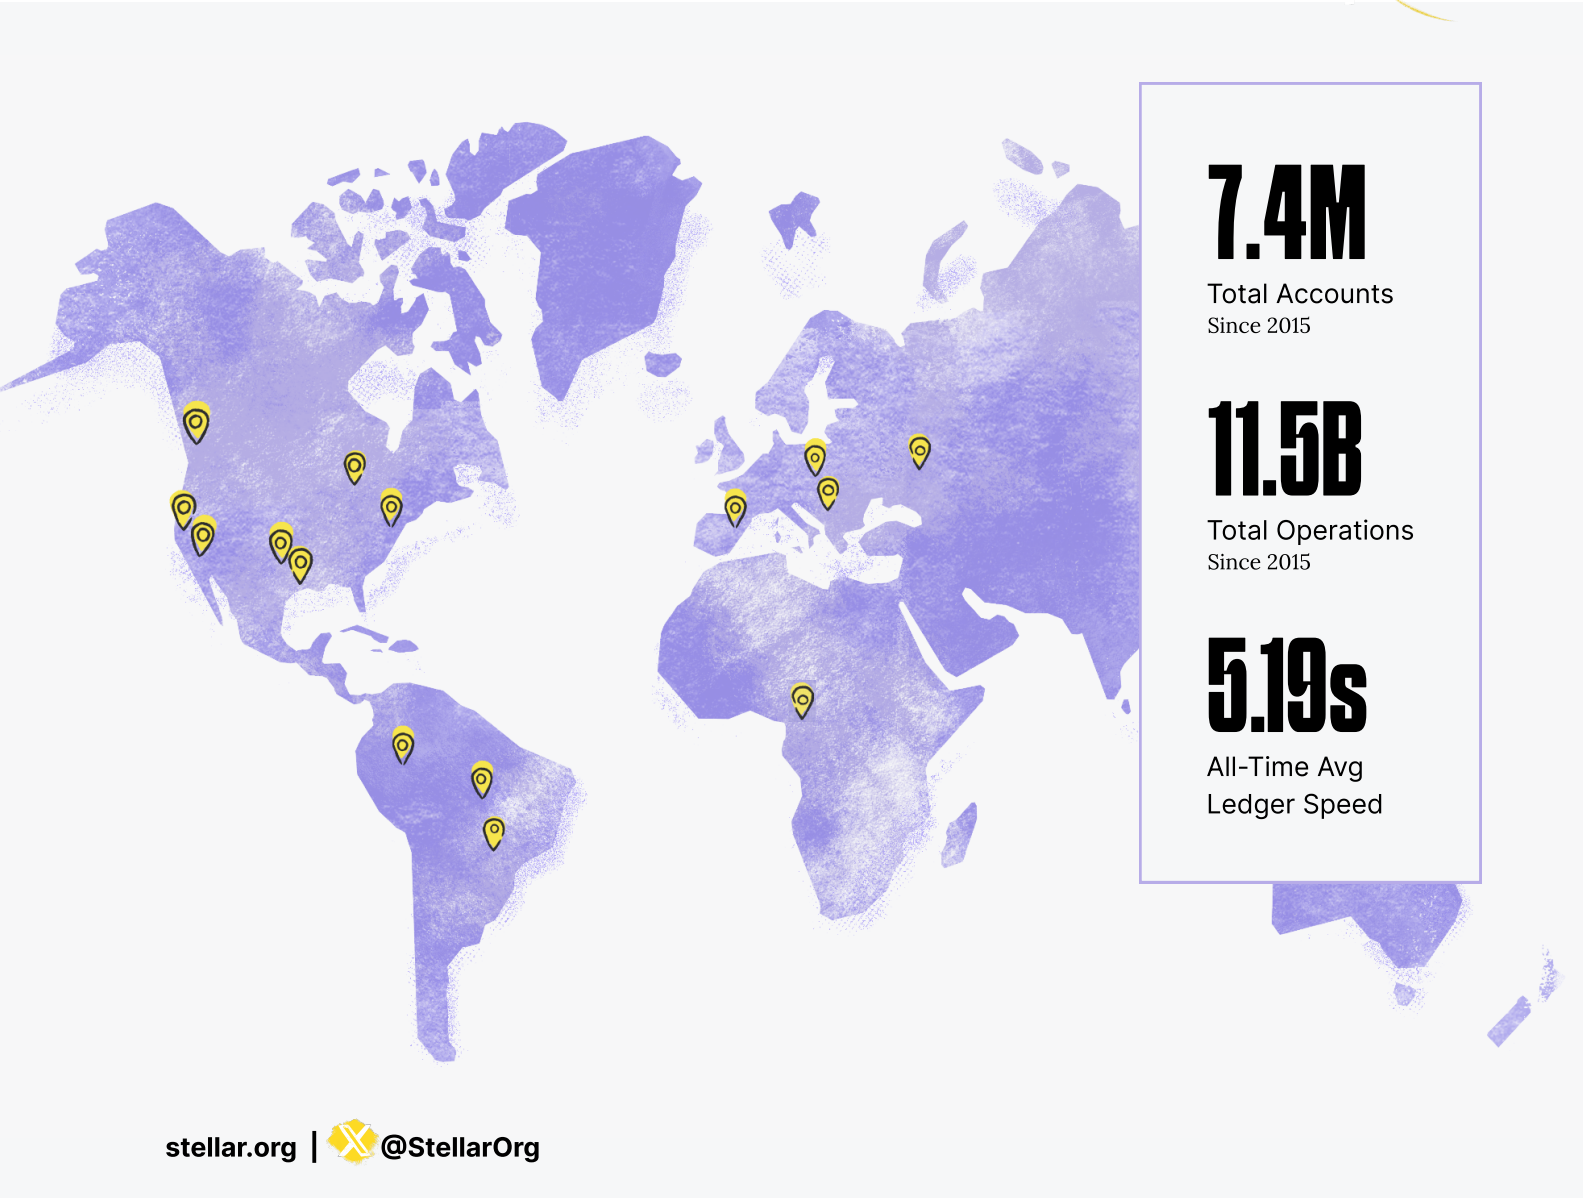 7.4M
Total Accounts
Since 2015
11.5B
Total Operations
Since 2015
5.19s
All-Time Avg
Ledger Speed
stellar.org | @StellarOrg